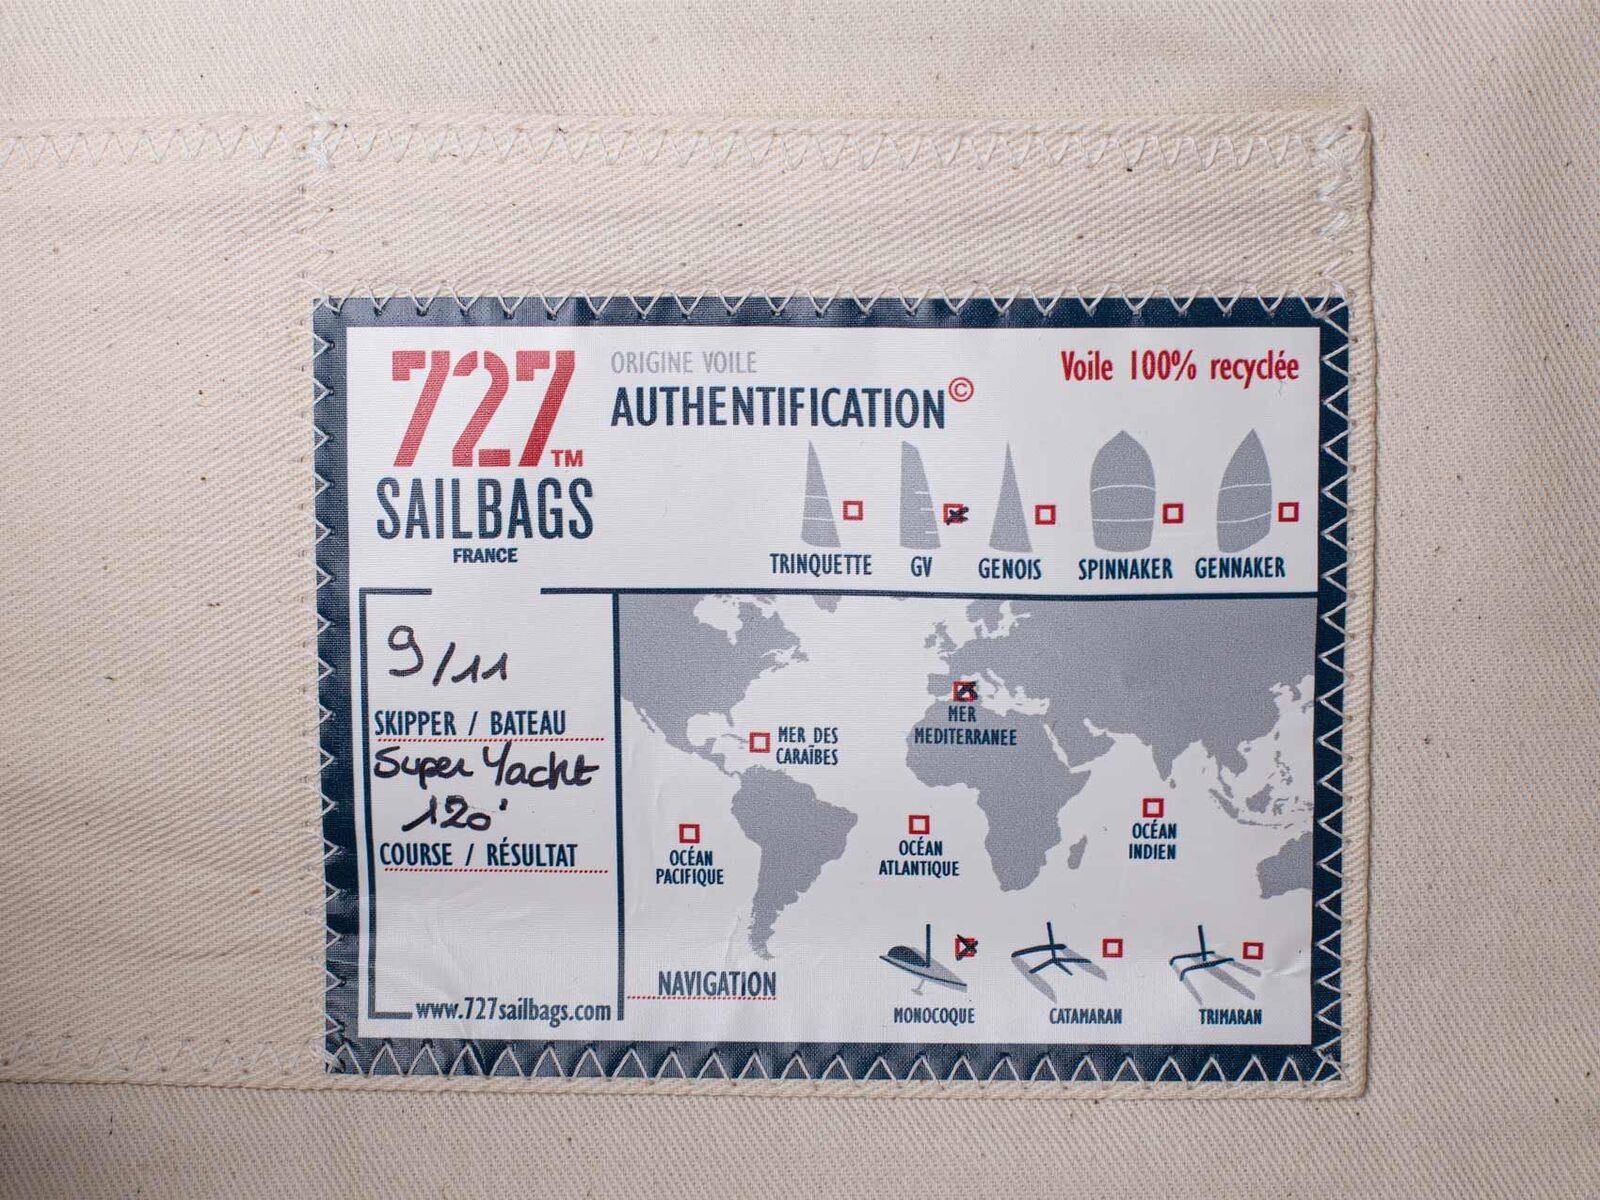 727™
SAILBAGS
FRANCE
ORIGINE VOILE
AUTHENTIFICATION©
Voile 100% recyclée
TRINQUETTE
GV
GENOIS
SPINNAKER
GENNAKER
9/11
SKIPPER / BATEAU
Super Yacht
120'
COURSE / RÉSULTAT
www.727sailbags.com
MER DES
CARAÏBES
MER
MEDITERRANEE
OCÉAN
PACIFIQUE
OCÉAN
ATLANTIQUE
OCÉAN
INDIEN
NAVIGATION
MONOCOQUE
CATAMARAN
TRIMARAN